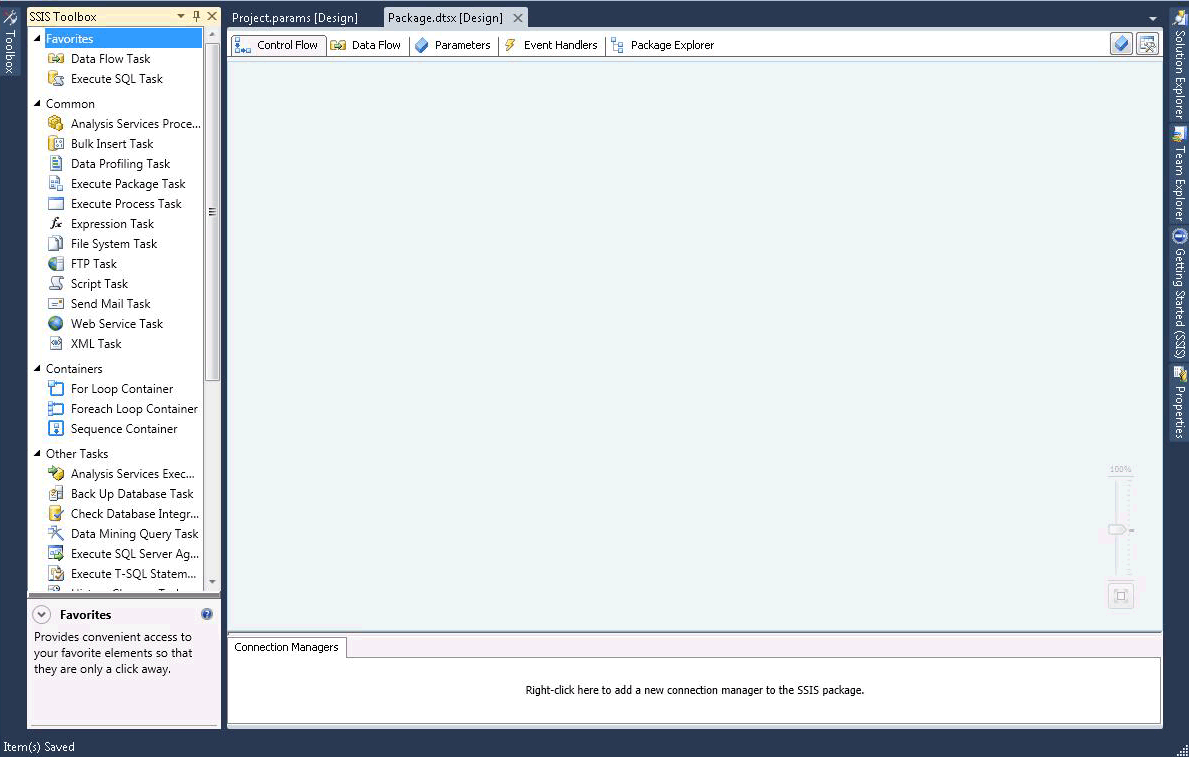 SSIS Toolbox
Project.params [Design]
Package.dtsx [Design]
Toolbox
Favorites
Data Flow Task
Execute SQL Task
Common
Analysis Services Proce...
Bulk Insert Task
Data Profiling Task
Execute Package Task
Execute Process Task
Expression Task
File System Task
FTP Task
Script Task
Send Mail Task
Web Service Task
XML Task
Containers
For Loop Container
Foreach Loop Container
Sequence Container
Other Tasks
Analysis Services Exec...
Back Up Database Task
Check Database Integr...
Data Mining Query Task
Execute SQL Server Ag...
Execute T-SQL Statem...
Favorites
Provides convenient access to
your favorite elements so that
they are only a click away.
Control Flow
Data Flow
Parameters
Event Handlers
Package Explorer
100%
Connection Managers
Right-click here to add a new connection manager to the SSIS package.
Solution Explorer
Team Explorer
Getting Started (SSIS)
Properties
Item(s) Saved